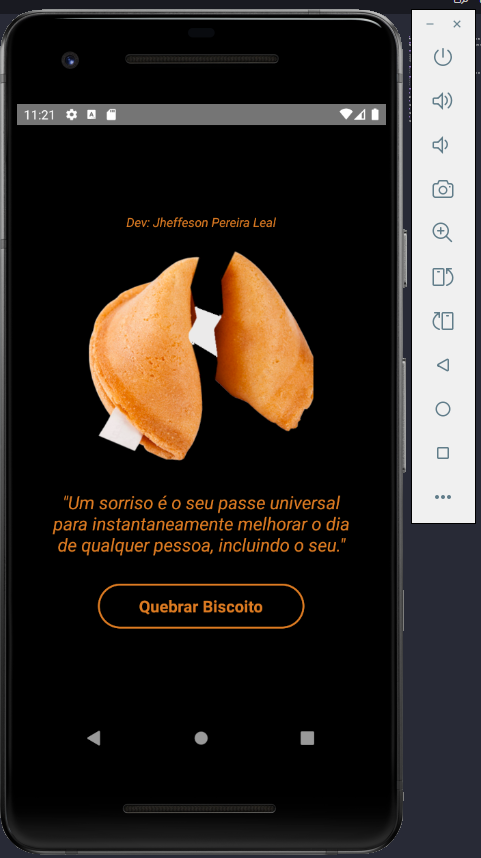 11:21
Dev: Jheffeson Pereira Leal
"Um sorriso é o seu passe universal
para instantaneamente melhorar o dia
de qualquer pessoa, incluindo o seu."
Quebrar Biscoito